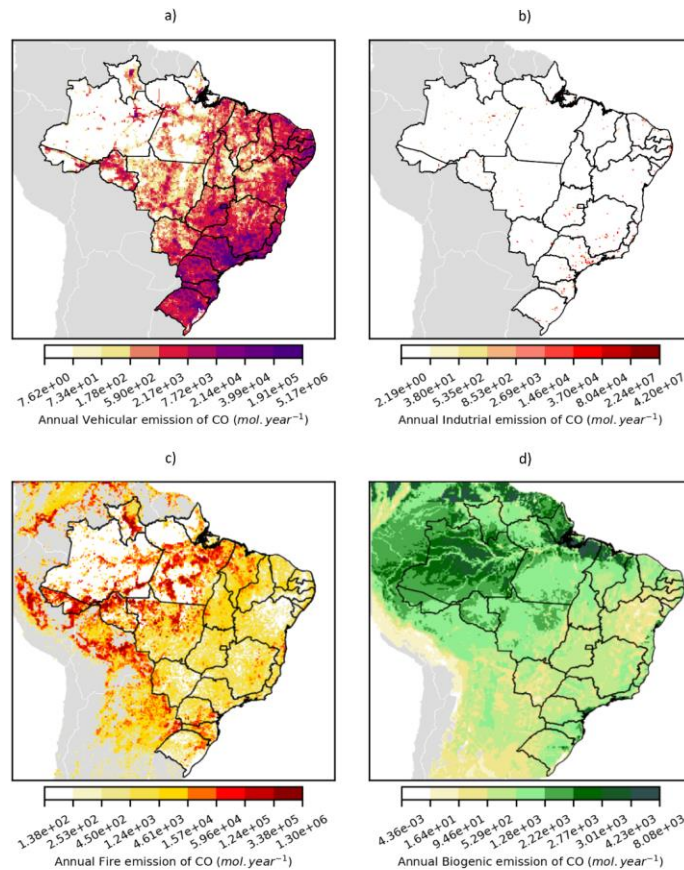 a)
b)
7.62e+00 7.34e+01 1.78e+02 5.90e+02 2.17e+03 7.72e+03 2.14e+04 3.99e+04 1.91e+05 5.17e+06
Annual Vehicular emission of CO (mol.year⁻¹)
2.19e+00 3.80e+01 5.35e+02 8.53e+02 2.69e+03 1.46e+04 3.70e+04 8.04e+04 2.24e+07 4.20e+07
Annual Indutrial emission of CO (mol.year⁻¹)
c)
d)
1.38e+02 2.53e+02 4.50e+02 1.24e+03 4.61e+03 1.57e+04 5.96e+04 1.24e+05 3.38e+05 1.30e+06
Annual Fire emission of CO (mol.year⁻¹)
4.36e+03 1.64e+01 9.46e+01 5.29e+02 1.28e+03 2.22e+03 2.77e+03 3.01e+03 4.23e+03 8.08e+03
Annual Biogenic emission of CO (mol.year⁻¹)